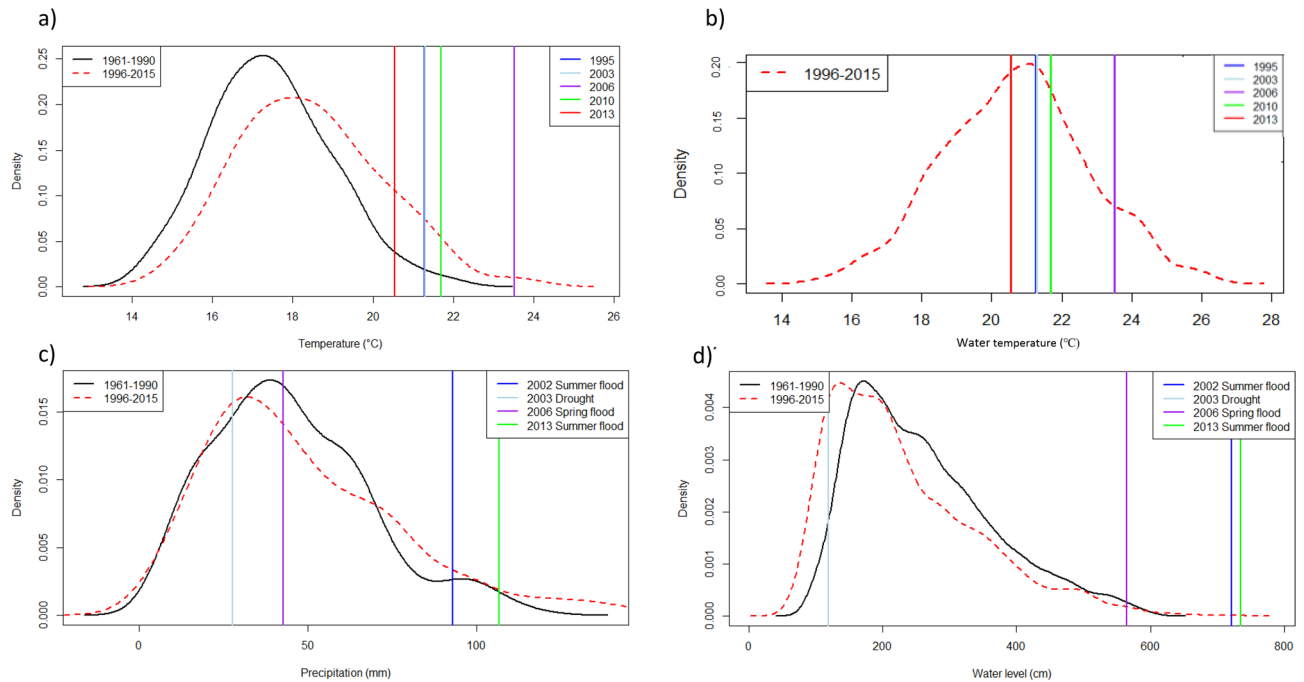 a)
1961-1990
1996-2015
1995
2003
2006
2010
2013
Density
0.00 0.05 0.10 0.15 0.20 0.25
14 16 18 20 22 24 26
Temperature (°C)
b)
1996-2015
1995
2003
2006
2010
2013
Density
0.00 0.05 0.10 0.15 0.20
14 16 18 20 22 24 26 28
Water temperature (℃)
c)
1961-1990
1996-2015
2002 Summer flood
2003 Drought
2006 Spring flood
2013 Summer flood
Density
0.000 0.005 0.010 0.015
0 50 100
Precipitation (mm)
d)
1961-1990
1996-2015
2002 Summer flood
2003 Drought
2006 Spring flood
2013 Summer flood
Density
0.000 0.001 0.002 0.003 0.004
0 200 400 600 800
Water level (cm)